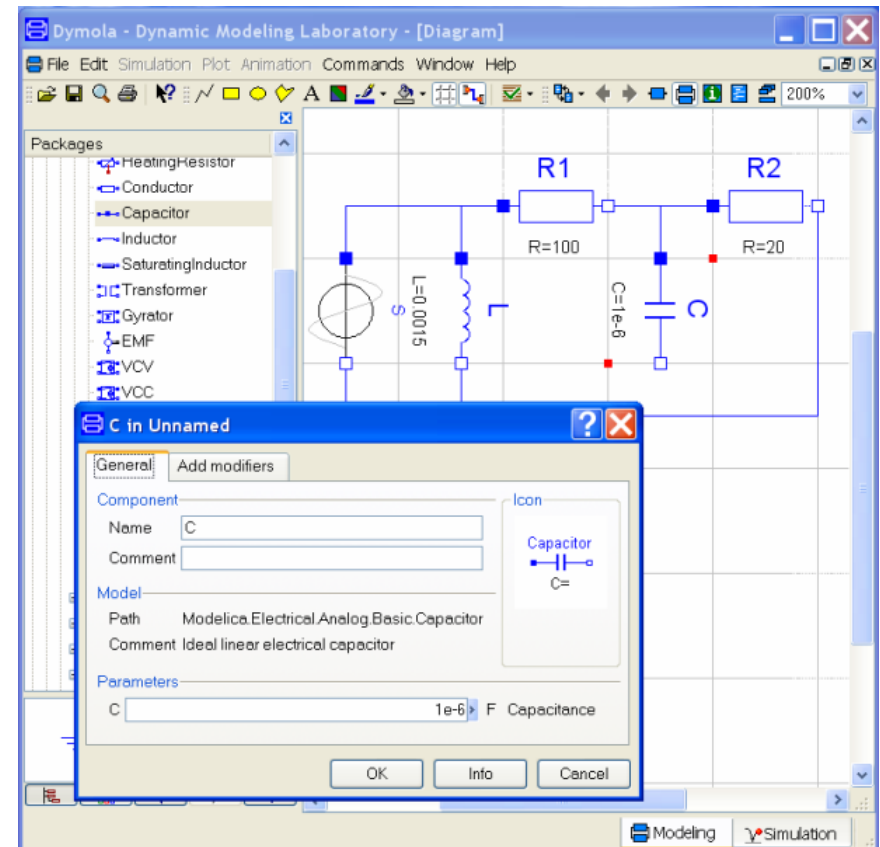 Dymola - Dynamic Modeling Laboratory - [Diagram]
File Edit Simulation Plot Animation Commands Window Help
A 200%
Packages
HeatingResistor
Conductor
Capacitor
Inductor
SaturatingInductor
Transformer
Gyrator
EMF
VCV
VCC
R1 R2
R=100 R=20
S
L=0.0015
L
C=1e-6
C
C in Unnamed
General Add modifiers
Component Icon
Name C
Comment
Capacitor
C=
Model
Path Modelica.Electrical.Analog.Basic.Capacitor
Comment Ideal linear electrical capacitor
Parameters
C 1e-6 F Capacitance
OK Info Cancel
Modeling Simulation